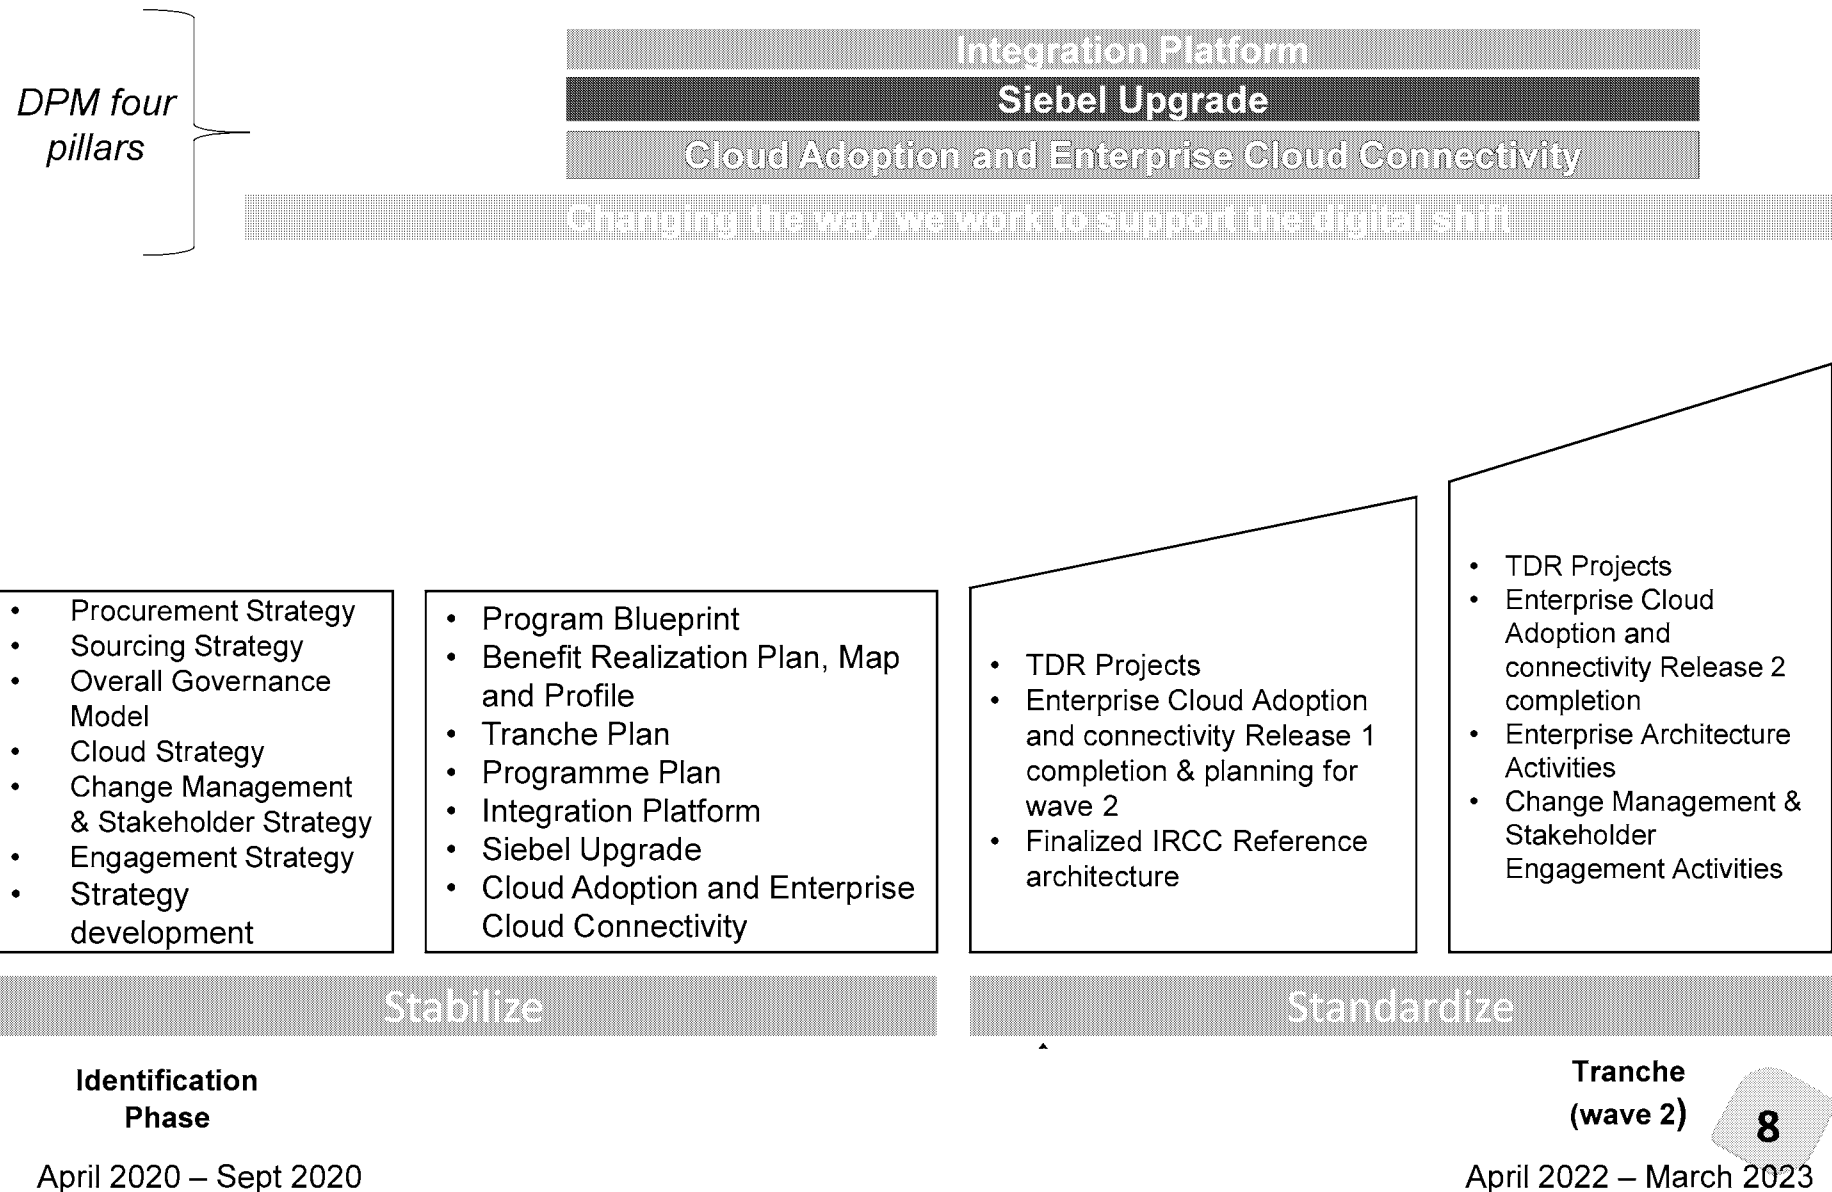 DPM four
pillars
Integration Platform
Siebel Upgrade
Cloud Adoption and Enterprise Cloud Connectivity
Changing the way we work to support the digital shift
• Procurement Strategy
• Sourcing Strategy
• Overall Governance
Model
• Cloud Strategy
• Change Management
& Stakeholder Strategy
• Engagement Strategy
• Strategy
development
• Program Blueprint
• Benefit Realization Plan, Map
and Profile
• Tranche Plan
• Programme Plan
• Integration Platform
• Siebel Upgrade
• Cloud Adoption and Enterprise
Cloud Connectivity
• TDR Projects
• Enterprise Cloud Adoption
and connectivity Release 1
completion & planning for
wave 2
• Finalized IRCC Reference
architecture
• TDR Projects
• Enterprise Cloud
Adoption and
connectivity Release 2
completion
• Enterprise Architecture
Activities
• Change Management &
Stakeholder
Engagement Activities
Stabilize
Standardize
Identification
Phase
April 2020 – Sept 2020
Tranche
(wave 2)
April 2022 – March 2023
8